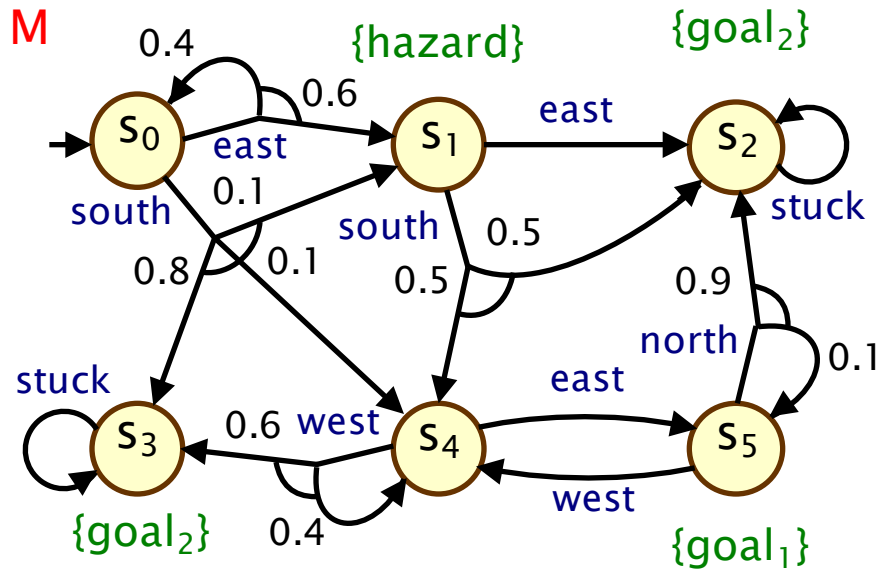 M
{hazard}
{goal₂}
0.4
0.6
east
s₀
east
s₁
s₂
0.1
south
south
0.5
stuck
0.8
0.1
0.5
0.9
north
0.1
stuck
east
s₃
0.6
west
s₄
s₅
west
0.4
{goal₂}
{goal₁}